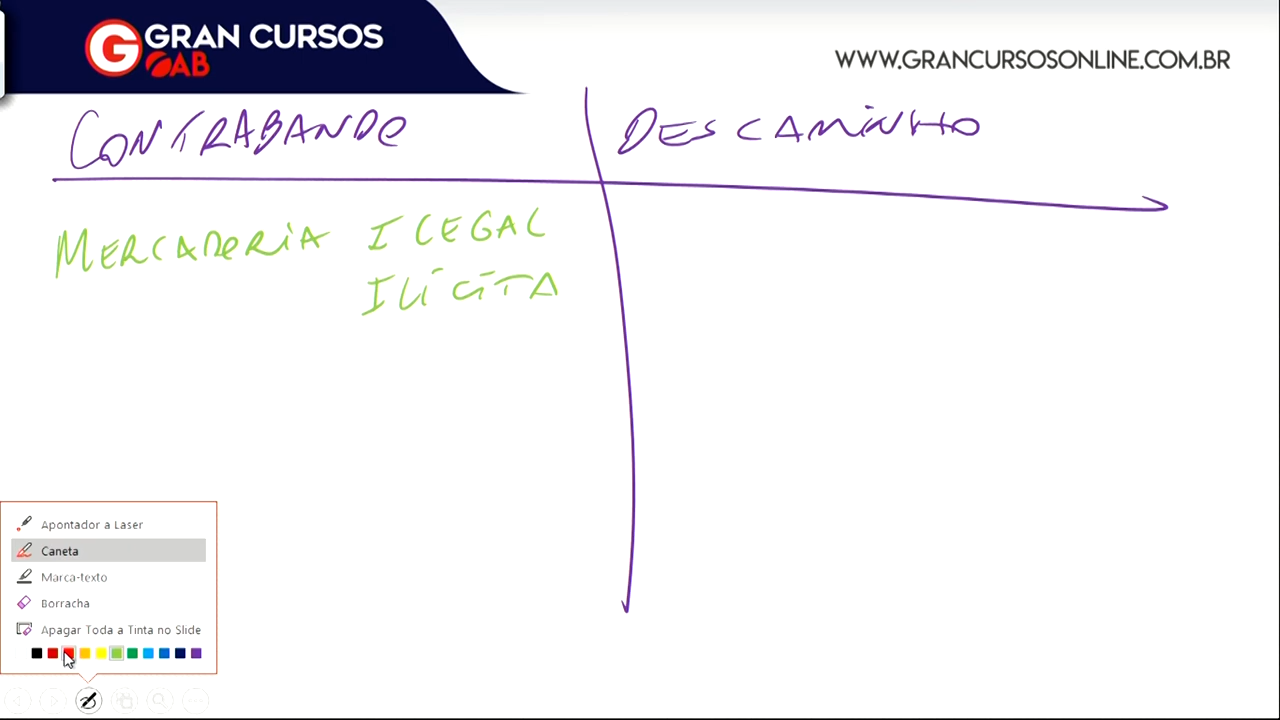 GRAN CURSOS
OAB
WWW.GRANCURSOSONLINE.COM.BR
CONTRABANDO
DESCAMINHO
MERCADORIA ILEGAL
ILÍCITA
Apontador a Laser
Caneta
Marca-texto
Borracha
Apagar Toda a Tinta no Slide